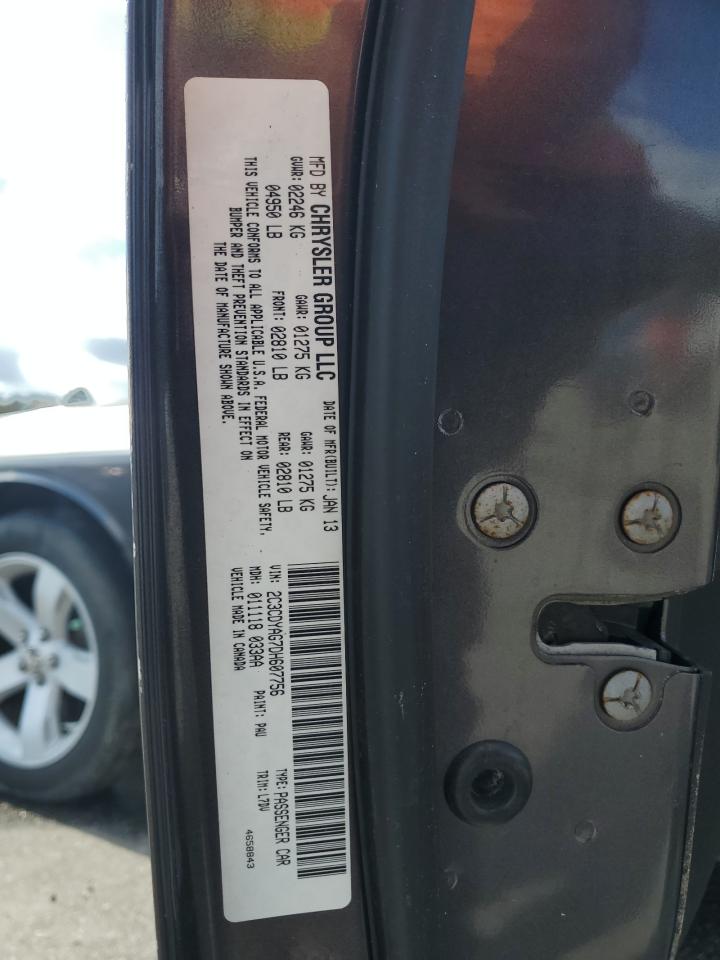 MFD BY CHRYSLER GROUP LLC DATE OF MFR(BUILT): JAN 13
GVWR: 02246 KG GAWR: 01275 KG GAWR: 01275 KG
04950 LB FRONT: 02810 LB REAR: 02810 LB
THIS VEHICLE CONFORMS TO ALL APPLICABLE U.S.A. FEDERAL MOTOR VEHICLE SAFETY,
BUMPER AND THEFT PREVENTION STANDARDS IN EFFECT ON
THE DATE OF MANUFACTURE SHOWN ABOVE.
VIN: 2C3CDYAG7DH607756 TYPE: PASSENGER CAR
MDH: 011118 033AA PAINT: PAU TRIM: L7DV
VEHICLE MADE IN CANADA
4658843